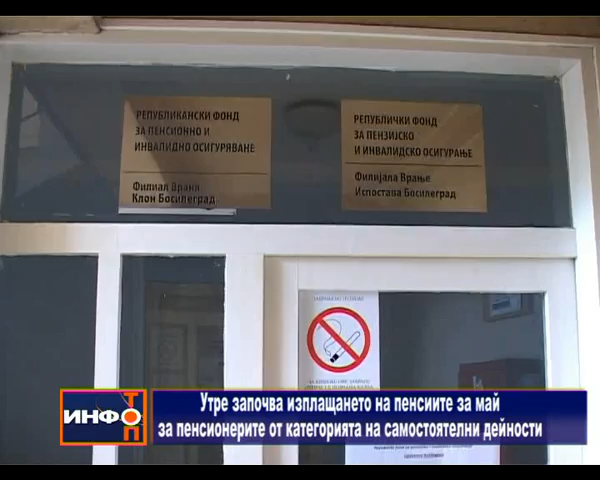 РЕПУБЛИКАНСКИ ФОНД
ЗА ПЕНСИОННО И
ИНВАЛИДНО ОСИГУРЯВАНЕ
Филиал Враня
Клон Босилеград
РЕПУБЛИЧКИ ФОНД
ЗА ПЕНЗИЈСКО
И ИНВАЛИДСКО ОСИГУРАЊЕ
Филијала Врање
Испостава Босилеград
ИНФО
ТОП
Утре започва изплащането на пенсиите за май
за пенсионерите от категорията на самостоятелни дейности